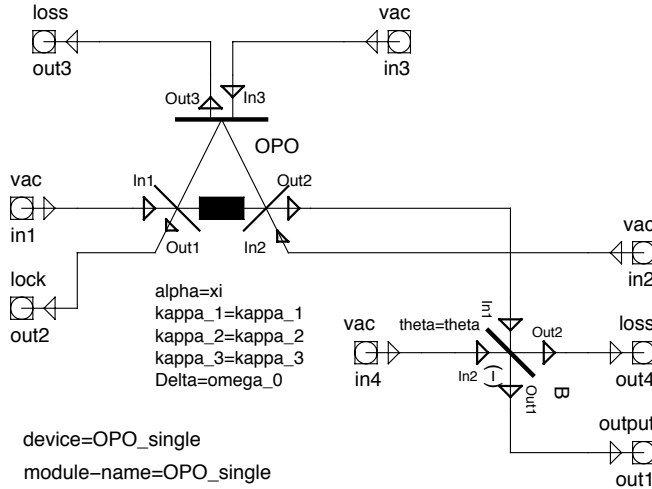 loss
vac
out3
in3
Out3
In3
OPO
vac
In1
Out2
in1
Out1
In2
vac
in2
lock
out2
alpha=xi
kappa_1=kappa_1
kappa_2=kappa_2
kappa_3=kappa_3
Delta=omega_0
In1
vac
theta=theta
Out2
loss
in4
In2
(−)
Out1
B
out4
output
out1
device=OPO_single
module−name=OPO_single